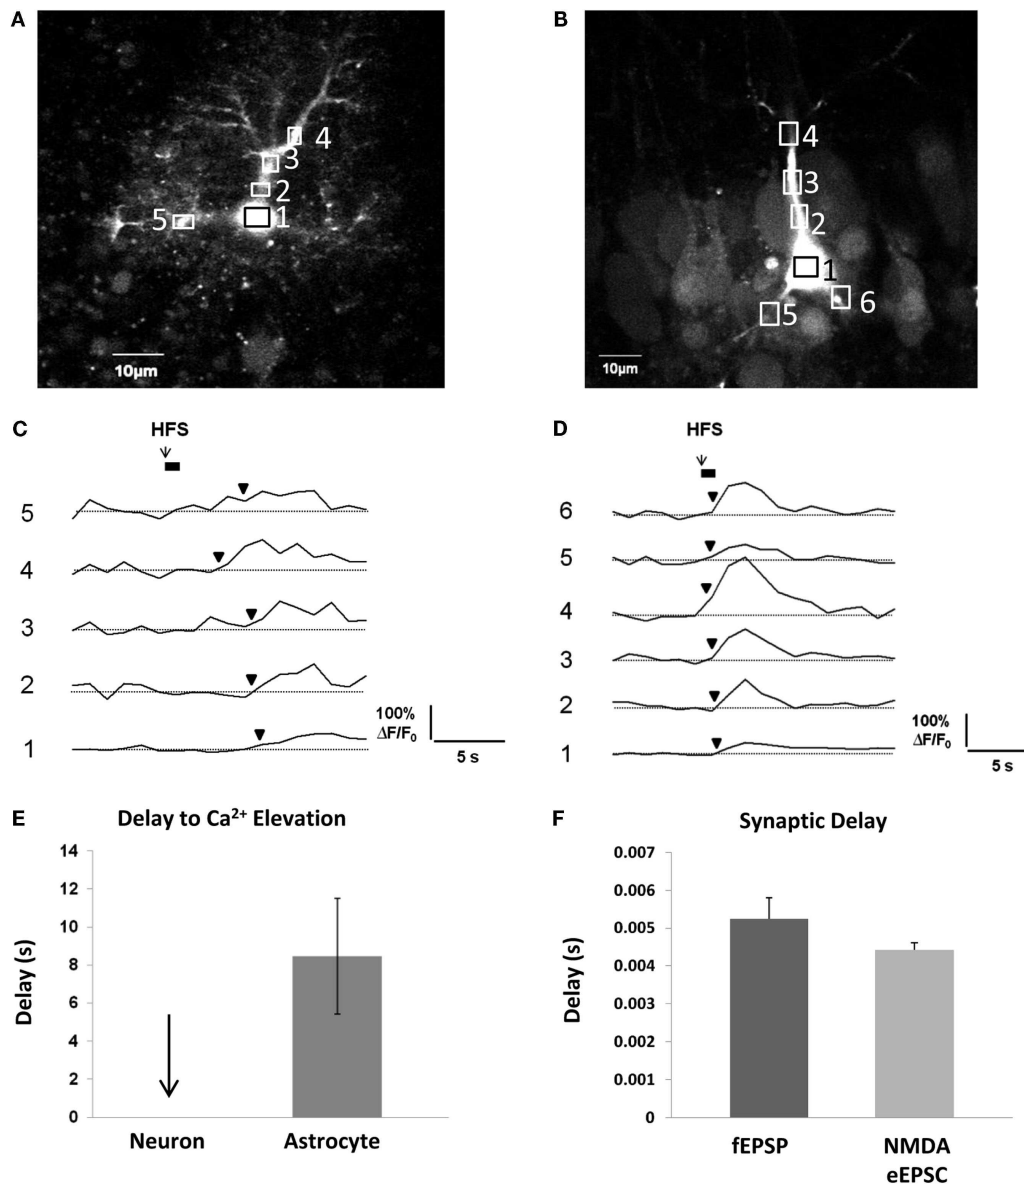 A
4
3
2
5
1
10µm
B
4
3
2
1
5
6
10µm
C
HFS
5
4
3
2
1
100%
ΔF/F₀
5 s
D
HFS
6
5
4
3
2
1
100%
ΔF/F₀
5 s
E
Delay to Ca²⁺ Elevation
14
12
10
8
6
4
2
0
Delay (s)
Neuron
Astrocyte
F
Synaptic Delay
0.007
0.006
0.005
0.004
0.003
0.002
0.001
0
Delay (s)
fEPSP
NMDA
eEPSC